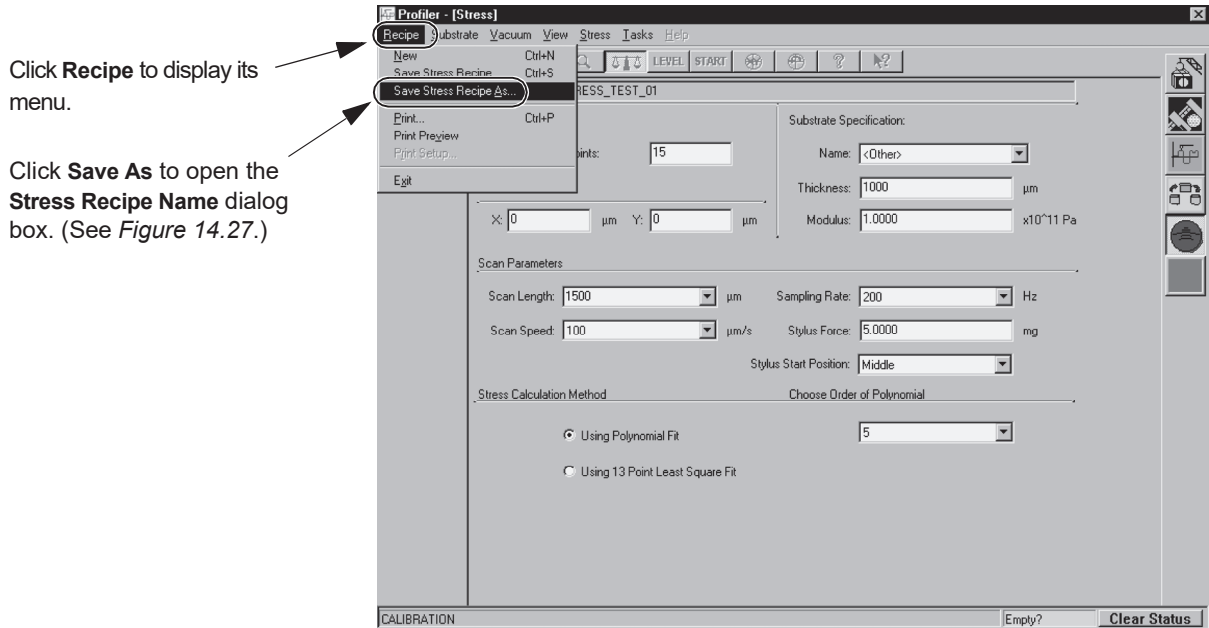 Click Recipe to display its
menu.
Click Save As to open the
Stress Recipe Name dialog
box. (See Figure 14.27.)
Profiler - [Stress]
Recipe Substrate Vacuum View Stress Tasks Help
New Ctrl+N
Save Stress Recipe Ctrl+S
Save Stress Recipe As...
Print... Ctrl+P
Print Preview
Print Setup...
Exit
LEVEL START
RESS_TEST_01
Substrate Specification:
oints: 15
Name: <Other>
Thickness: 1000 µm
X: 0 µm Y: 0 µm
Modulus: 1.0000 x10^11 Pa
Scan Parameters
Scan Length: 1500 µm
Sampling Rate: 200 Hz
Scan Speed: 100 µm/s
Stylus Force: 5.0000 mg
Stylus Start Position: Middle
Stress Calculation Method
Choose Order of Polynomial
Using Polynomial Fit
5
Using 13 Point Least Square Fit
CALIBRATION
Empty?
Clear Status